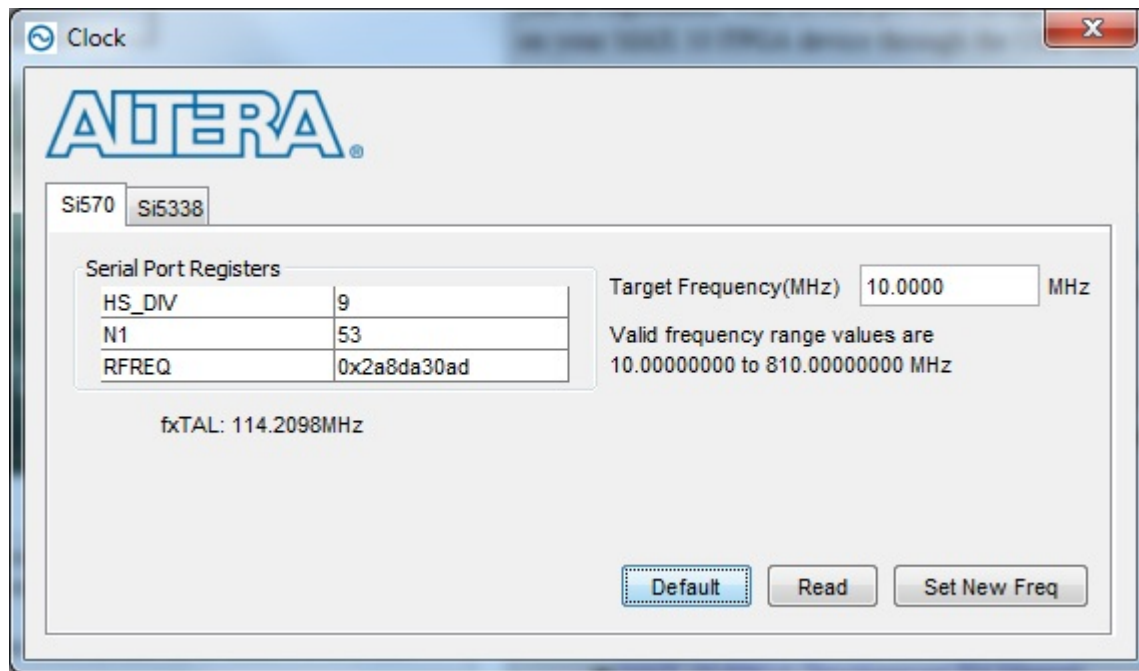 Clock
ALTERA®
Si570 Si5338
Serial Port Registers
HS_DIV 9
N1 53
RFREQ 0x2a8da30ad
fxTAL: 114.2098MHz
Target Frequency(MHz) 10.0000 MHz
Valid frequency range values are
10.00000000 to 810.00000000 MHz
Default Read Set New Freq